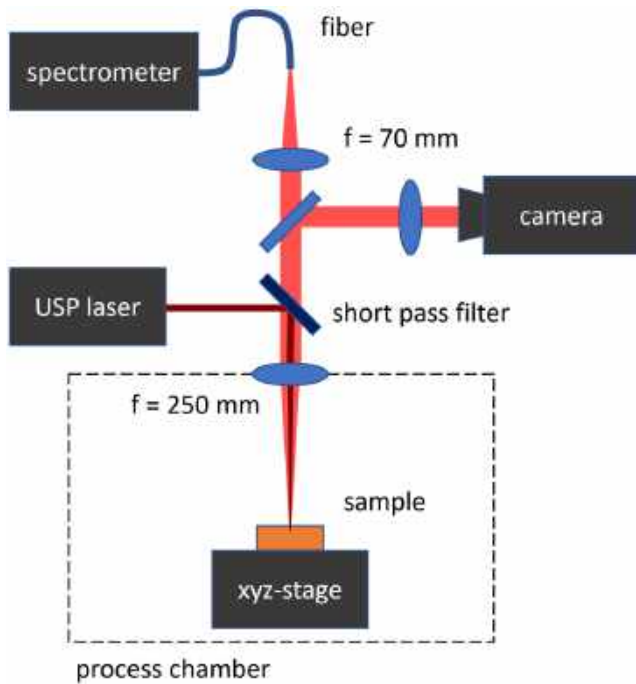 fiber
spectrometer
f = 70 mm
camera
USP laser
short pass filter
f = 250 mm
sample
xyz-stage
process chamber